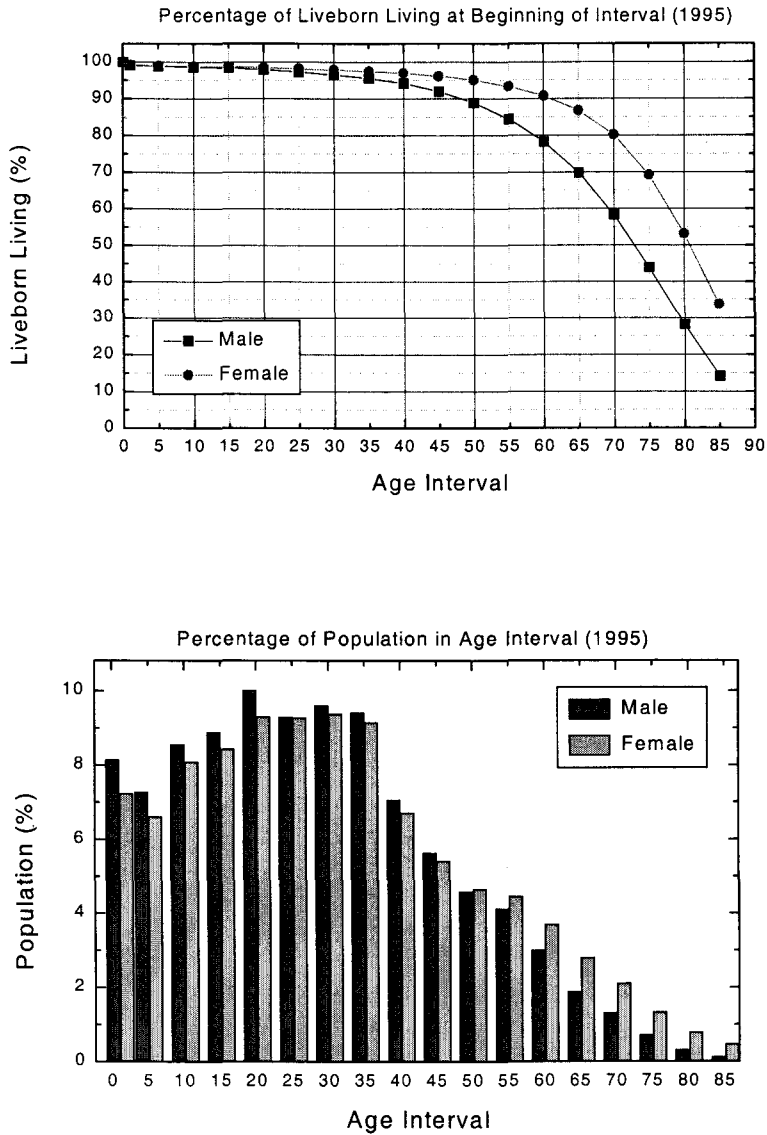 Percentage of Liveborn Living at Beginning of Interval (1995)
Liveborn Living (%)
100
90
80
70
60
50
40
30
20
10
0
Male
Female
0 5 10 15 20 25 30 35 40 45 50 55 60 65 70 75 80 85 90
Age Interval
Percentage of Population in Age Interval (1995)
Population (%)
10
8
6
4
2
0
Male
Female
0 5 10 15 20 25 30 35 40 45 50 55 60 65 70 75 80 85
Age Interval